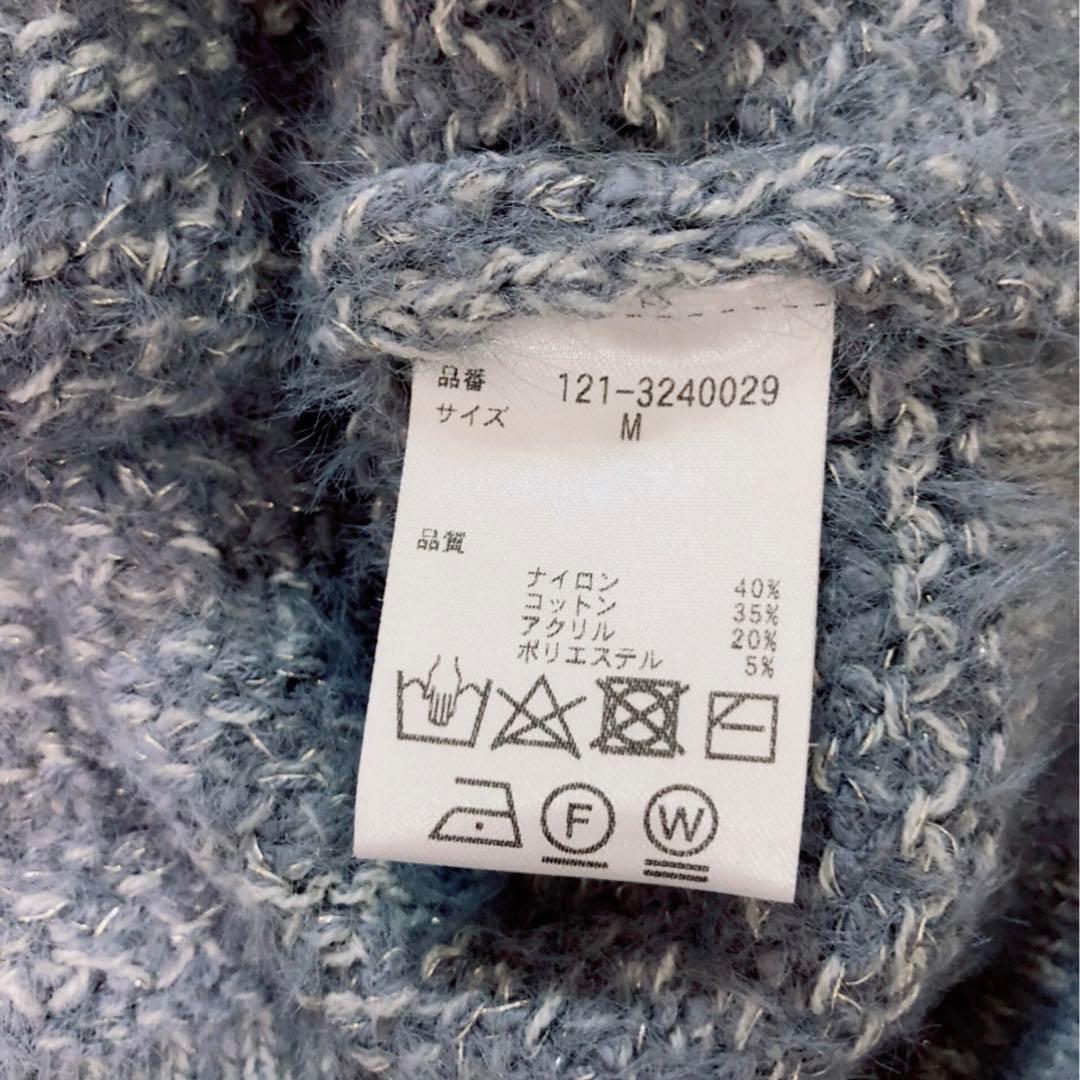 品番 121-3240029
サイズ M
品質
ナイロン 40%
コットン 35%
アクリル 20%
ポリエステル 5%
F W